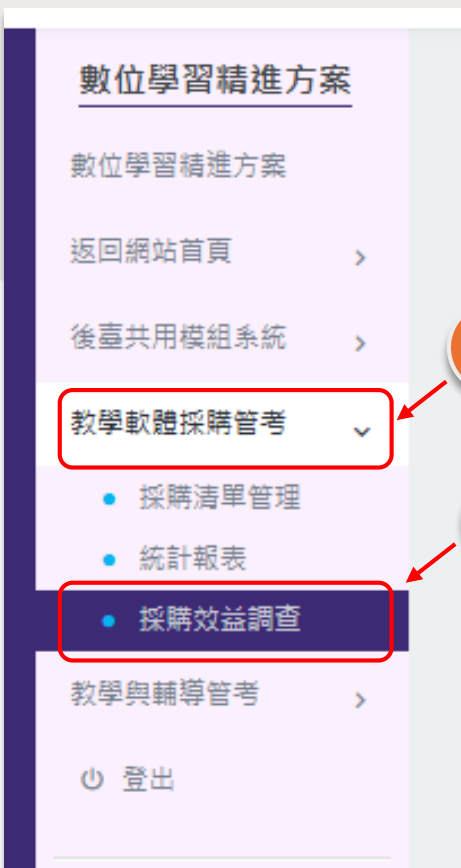 數位學習精進方案
數位學習精進方案
返回網站首頁
後臺共用模組系統
教學軟體採購管考
採購清單管理
統計報表
採購效益調查
教學與輔導管考
登出